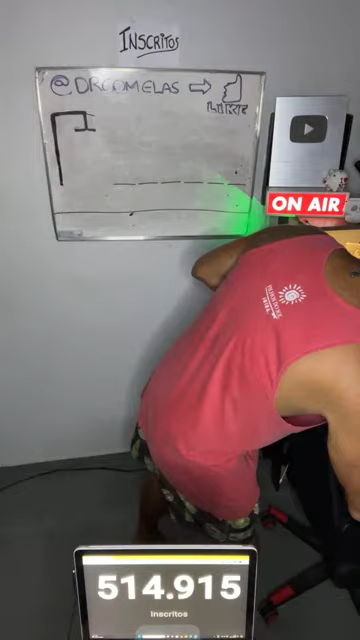 INSCRITOS
@DRCOMELAS
LIKE
ON AIR
514.915
Inscritos